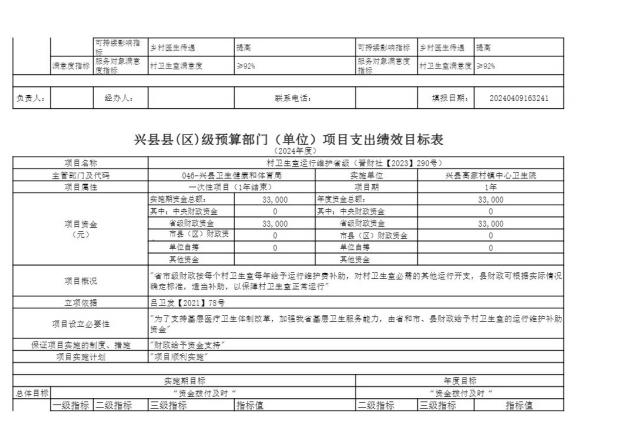 可持续影响指标 乡村医生待遇 提高 可持续影响指标 乡村医生待遇 提高
满意度指标 服务对象满意度指标 村卫生室满意度 ≥92% 服务对象满意度指标 村卫生室满意度 ≥92%
负责人： 经办人： 联系电话： 填报日期： 20240409163241
兴县县(区)级预算部门（单位）项目支出绩效目标表
（2024年度）
项目名称 村卫生室运行维护省级（晋财社【2023】290号）
主管部门及代码 046-兴县卫生健康和体育局 实施单位 兴县高家村镇中心卫生院
项目属性 一次性项目（1年结束） 项目期 1年
项目资金（元） 实施期资金总额： 33,000 年度资金总额： 33,000
其中：中央财政资金 0 其中：中央财政资金 0
省级财政资金 33,000 省级财政资金 33,000
市县（区）财政资 0 市县（区）财政资金 0
单位自筹 0 单位自筹 0
其他资金 其他资金
项目概况 "省市级财政按每个村卫生室每年给予运行维护费补助，对村卫生室必需的其他运行开支，县财政可根据实际情况
确定标准，适当补助，以保障村卫生室正常运行"
立项依据 吕卫发【2021】78号
项目设立必要性 "为了支持基层医疗卫生体制改革，加强我省基层卫生服务能力，由省和市、县财政给予村卫生室的运行维护补助
资金"
保证项目实施的制度、措施 "财政给予资金支持"
项目实施计划 "项目顺利实施"
总体目标 实施期目标 年度目标
"资金拨付及时" "资金拨付及时"
一级指标 二级指标 三级指标 指标值 二级指标 三级指标 指标值